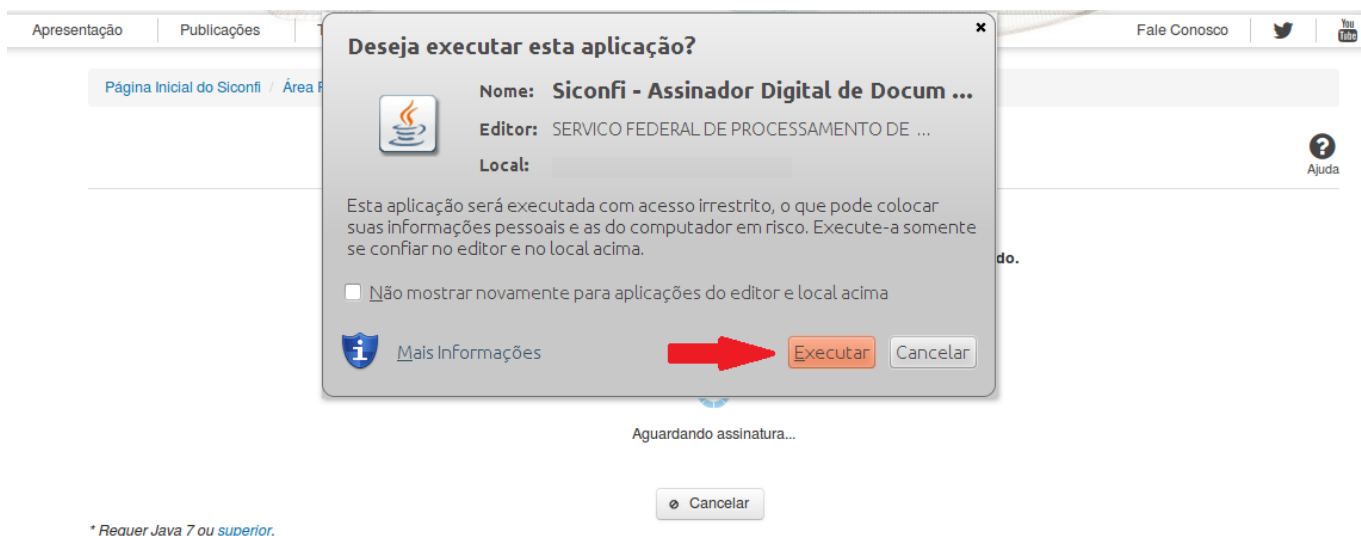 Apresentação Publicações Fale Conosco You Tube
Deseja executar esta aplicação?
Página Inicial do Siconfi / Área
Nome: Siconfi - Assinador Digital de Docum ...
Editor: SERVICO FEDERAL DE PROCESSAMENTO DE ...
Local:
Ajuda
Esta aplicação será executada com acesso irrestrito, o que pode colocar
suas informações pessoais e as do computador em risco. Execute-a somente
se confiar no editor e no local acima.
do.
Não mostrar novamente para aplicações do editor e local acima
Mais Informações Executar Cancelar
Aguardando assinatura...
Cancelar
* Requer Java 7 ou superior.